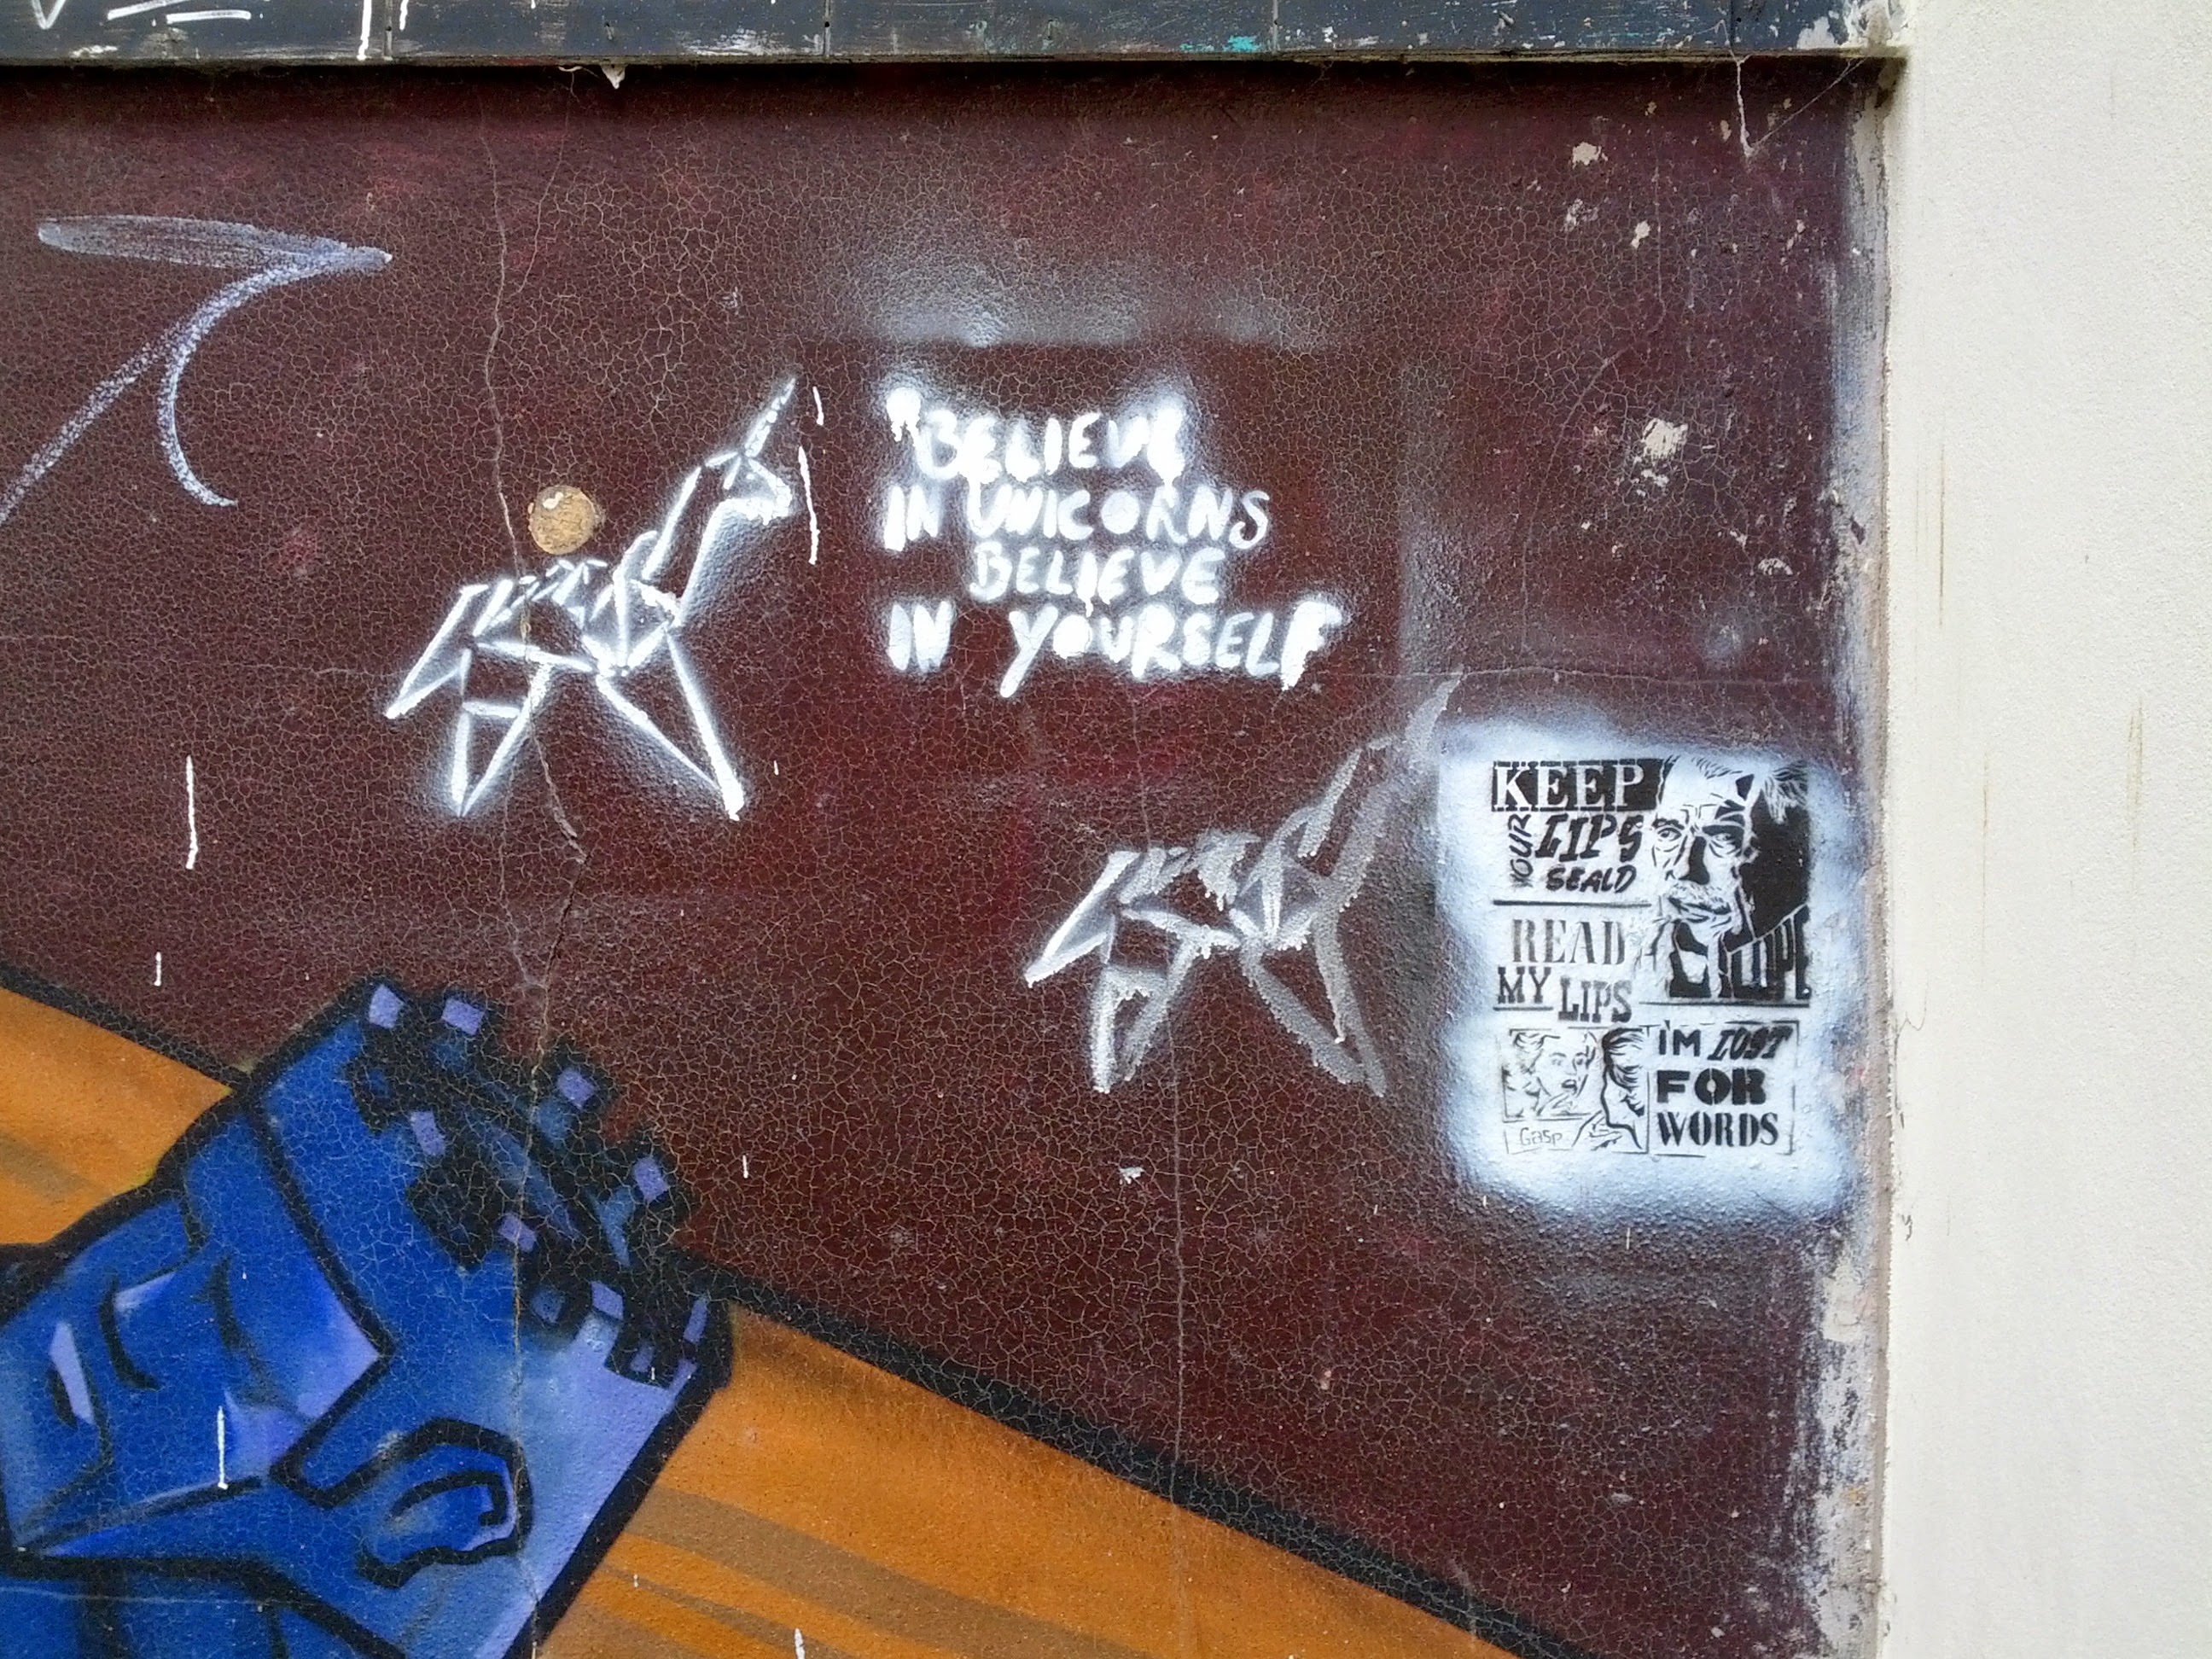 BELIEVE
IN UNICORNS
BELIEVE
IN YOURSELF
KEEP
YOUR LIPS
SEALD
READ
MY LIPS
I'M LOST
FOR
WORDS
Gasp